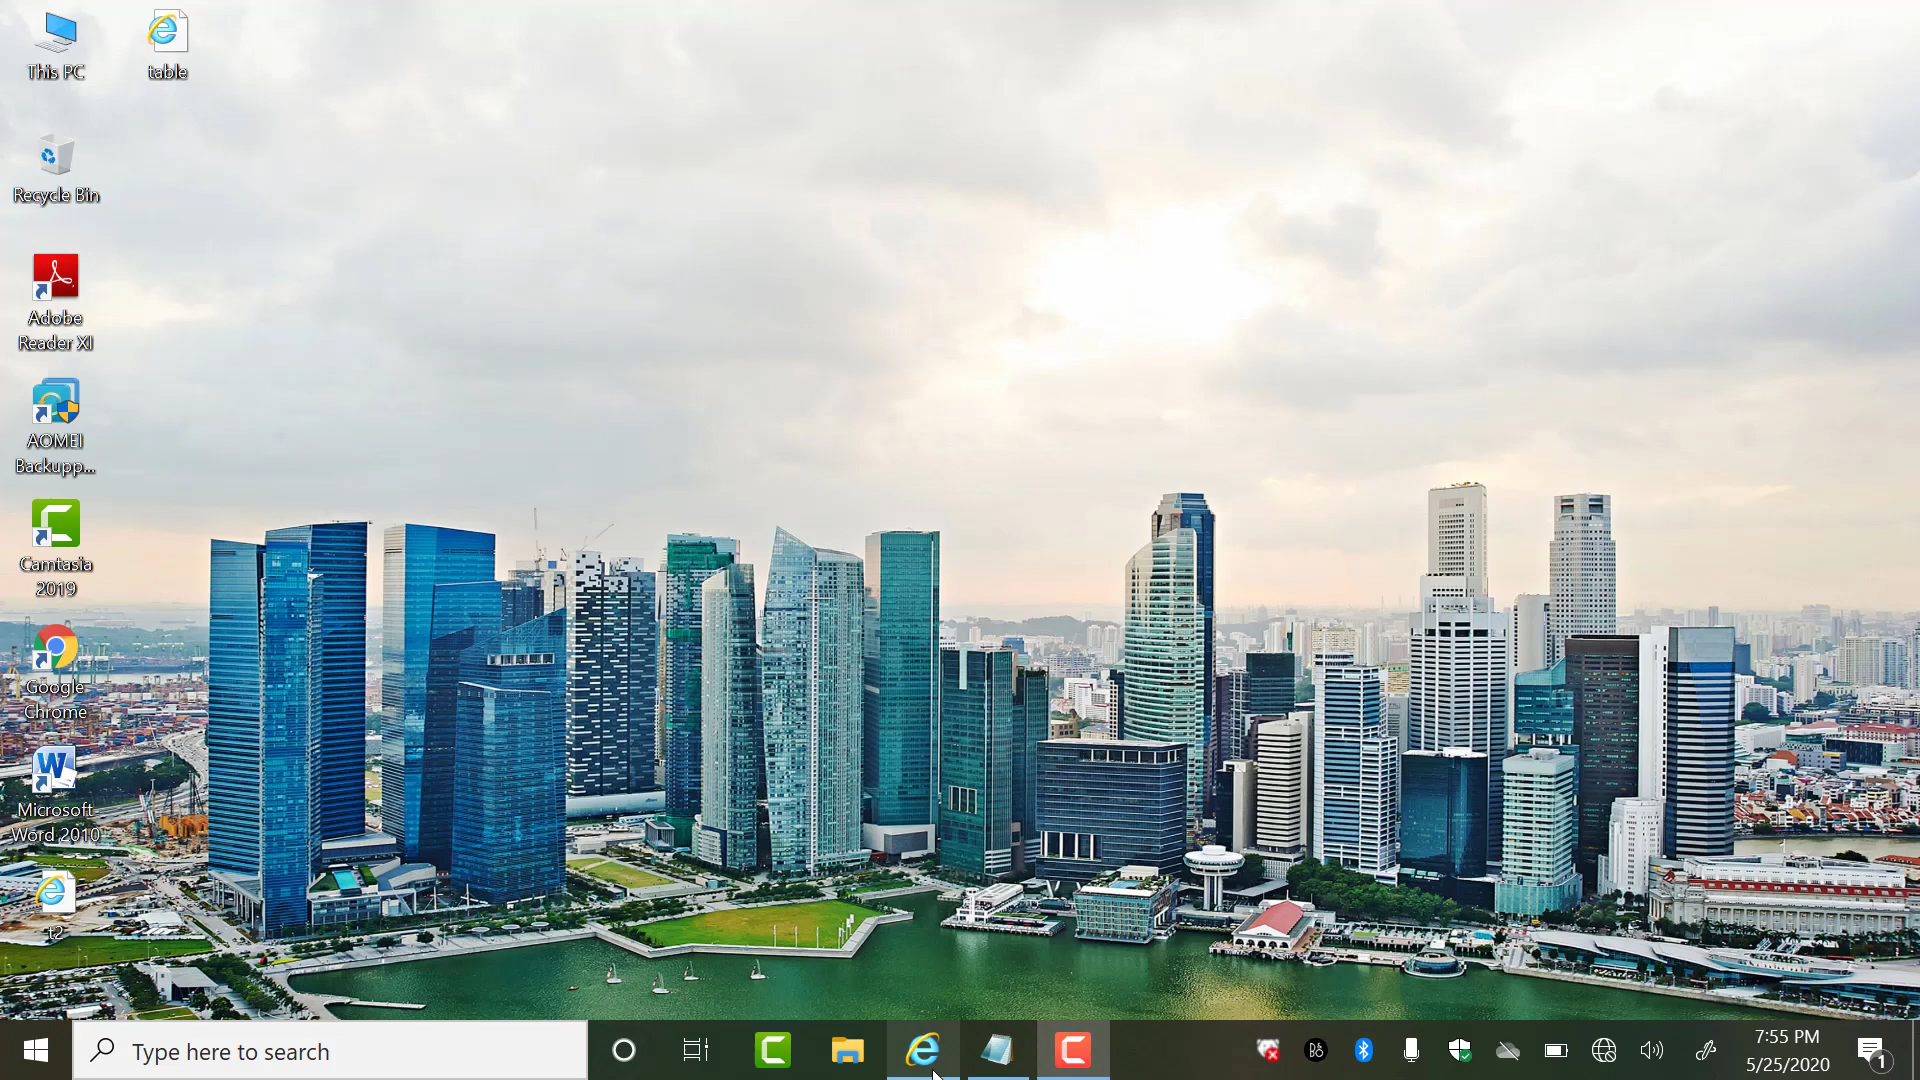 This PC
table
Recycle Bin
Adobe
Reader XI
AOMEI
Backupp...
Camtasia
2019
Google
Chrome
W
Microsoft
Word 2010
t2
Type here to search
7:55 PM
5/25/2020
1